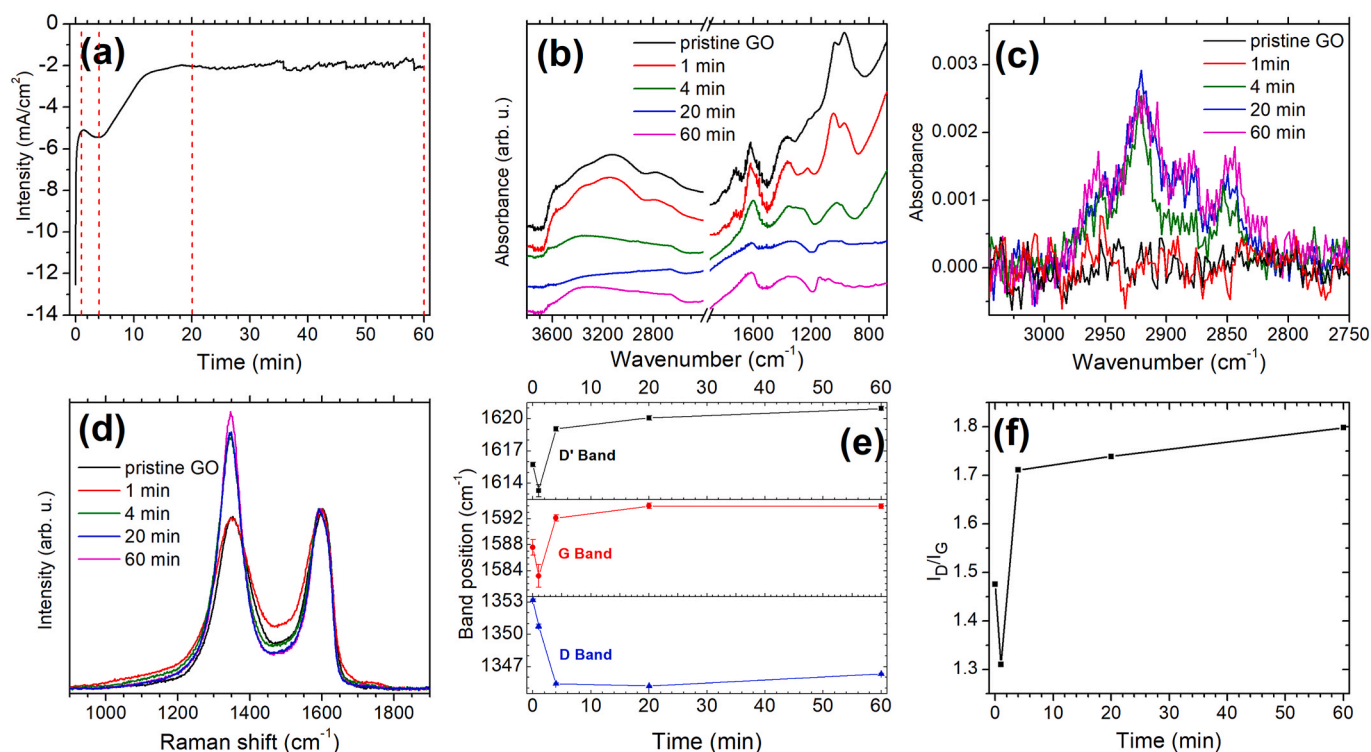 (a)
0
-2
-4
-6
-8
-10
-12
-14
Intensity (mA/cm²)
0 10 20 30 40 50 60
Time (min)
(b)
pristine GO
1 min
4 min
20 min
60 min
Absorbance (arb. u.)
3800 3200 2800 1600 1200 800
Wavenumber (cm⁻¹)
(c)
pristine GO
1min
4 min
20 min
60 min
0.003
0.002
0.001
0.000
Absorbance
3000 2950 2900 2850 2800 2750
Wavenumber (cm⁻¹)
(d)
pristine GO
1 min
4 min
20 min
60 min
Intensity (arb. u.)
1000 1200 1400 1600 1800
Raman shift (cm⁻¹)
0 10 20 30 40 50 60
(e)
1620
1617
1614
D' Band
1592
1588
1584
G Band
1353
1350
1347
D Band
Band position (cm⁻¹)
0 10 20 30 40 50 60
Time (min)
(f)
1.8
1.7
1.6
1.5
1.4
1.3
I_D/I_G
0 10 20 30 40 50 60
Time (min)